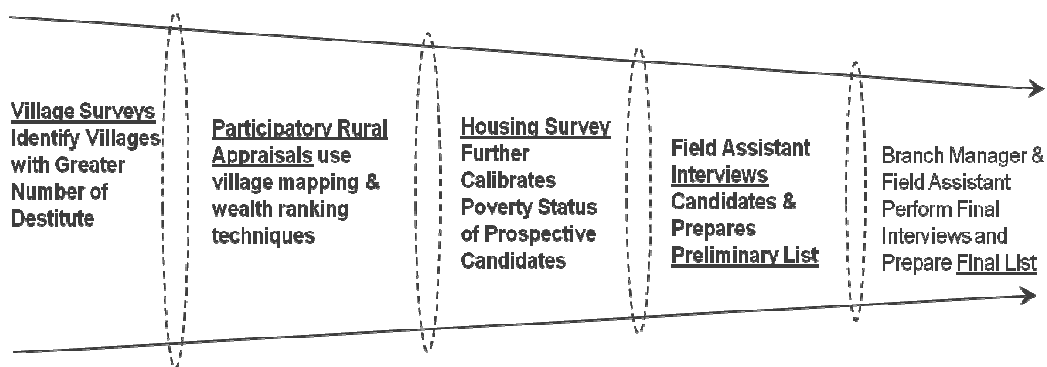 Village Surveys
Identify Villages
with Greater
Number of
Destitute
Participatory Rural
Appraisals use
village mapping &
wealth ranking
techniques
Housing Survey
Further
Calibrates
Poverty Status
of Prospective
Candidates
Field Assistant
Interviews
Candidates &
Prepares
Preliminary List
Branch Manager &
Field Assistant
Perform Final
Interviews and
Prepare Final List